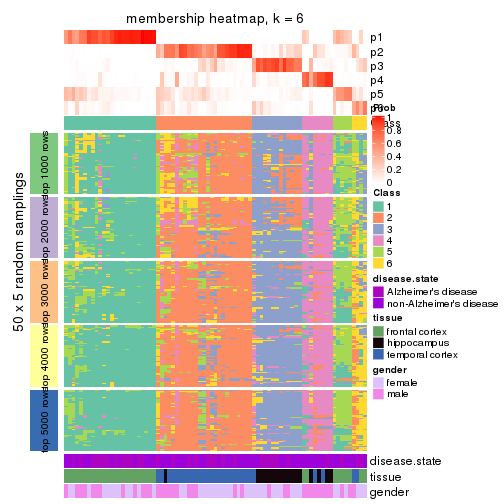 membership heatmap, k = 6
p1
p2
p3
p4
p5
p6
Prob
1
0.8
0.6
0.4
0.2
0
Class
Class
1
2
3
4
5
6
50 x 5 random samplings
top 1000 rows
top 2000 rows
top 3000 rows
top 4000 rows
top 5000 rows
disease.state
Alzheimer's disease
non-Alzheimer's disease
tissue
frontal cortex
hippocampus
temporal cortex
gender
female
male
disease.state
tissue
gender